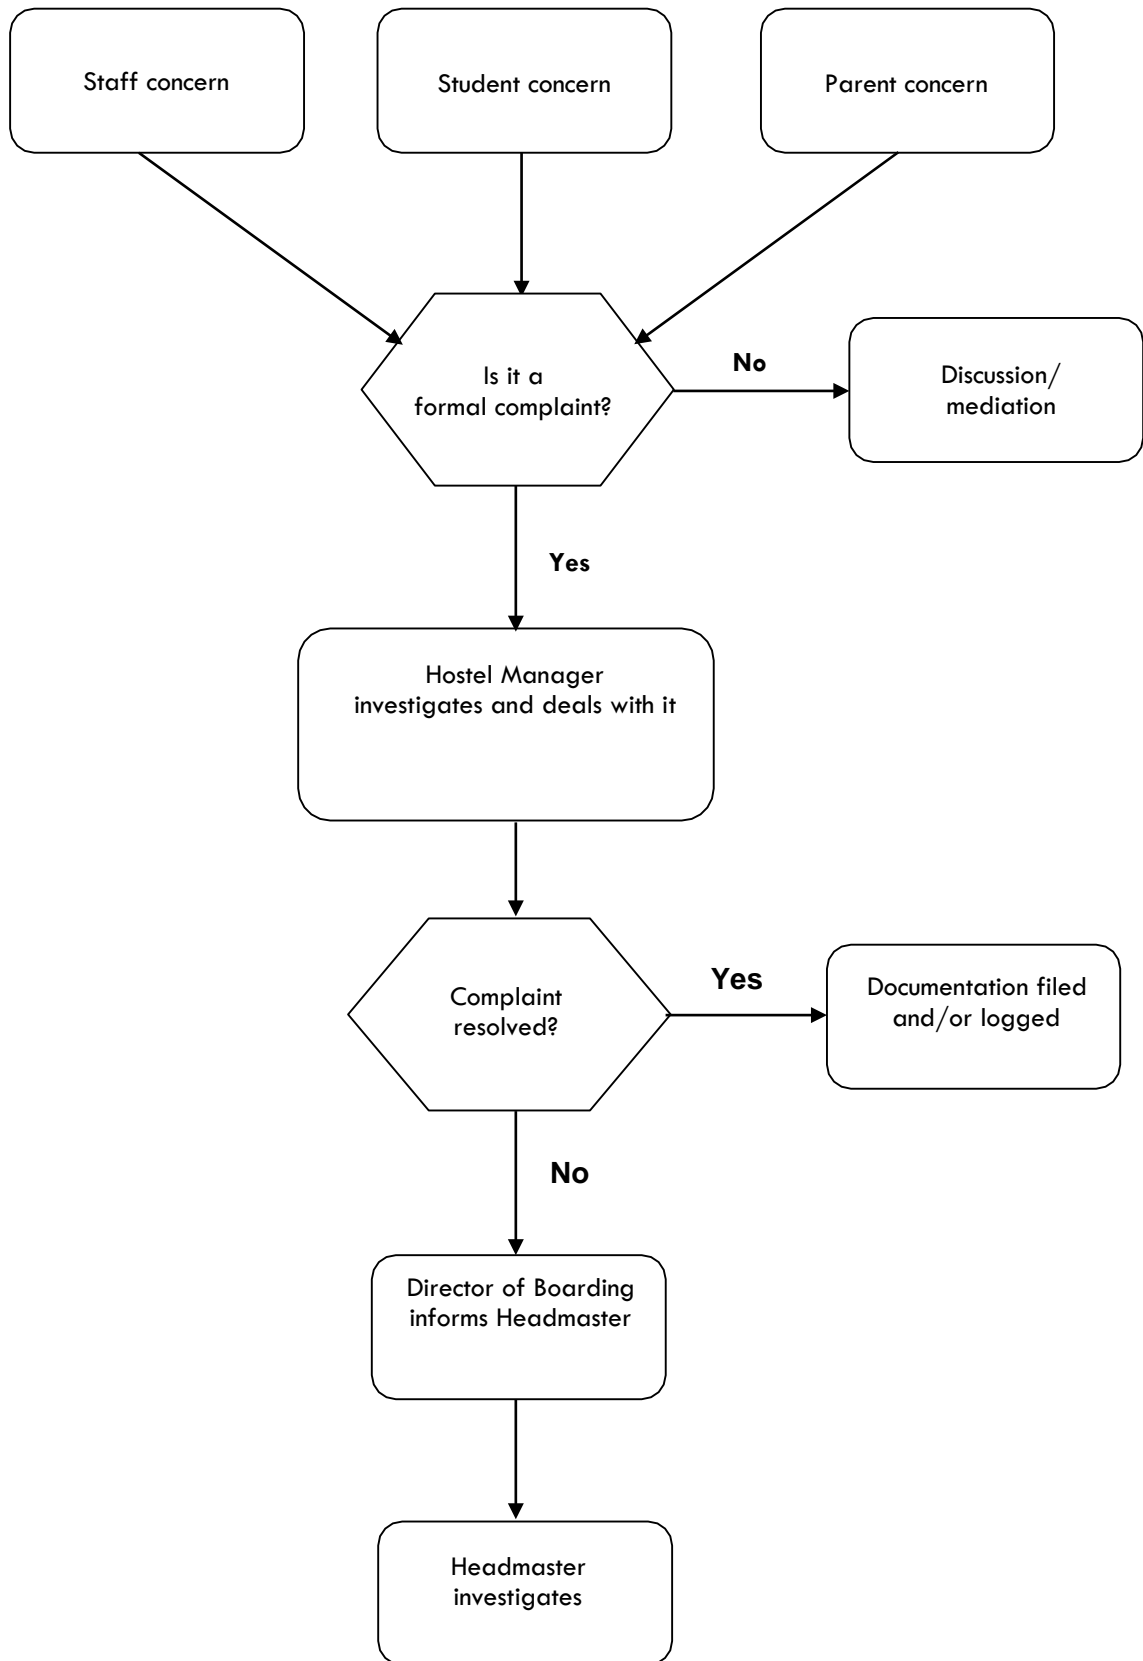 Staff concern
Student concern
Parent concern
Is it a
formal complaint?
No
Discussion/
mediation
Yes
Hostel Manager
investigates and deals with it
Complaint
resolved?
Yes
Documentation filed
and/or logged
No
Director of Boarding
informs Headmaster
Headmaster
investigates